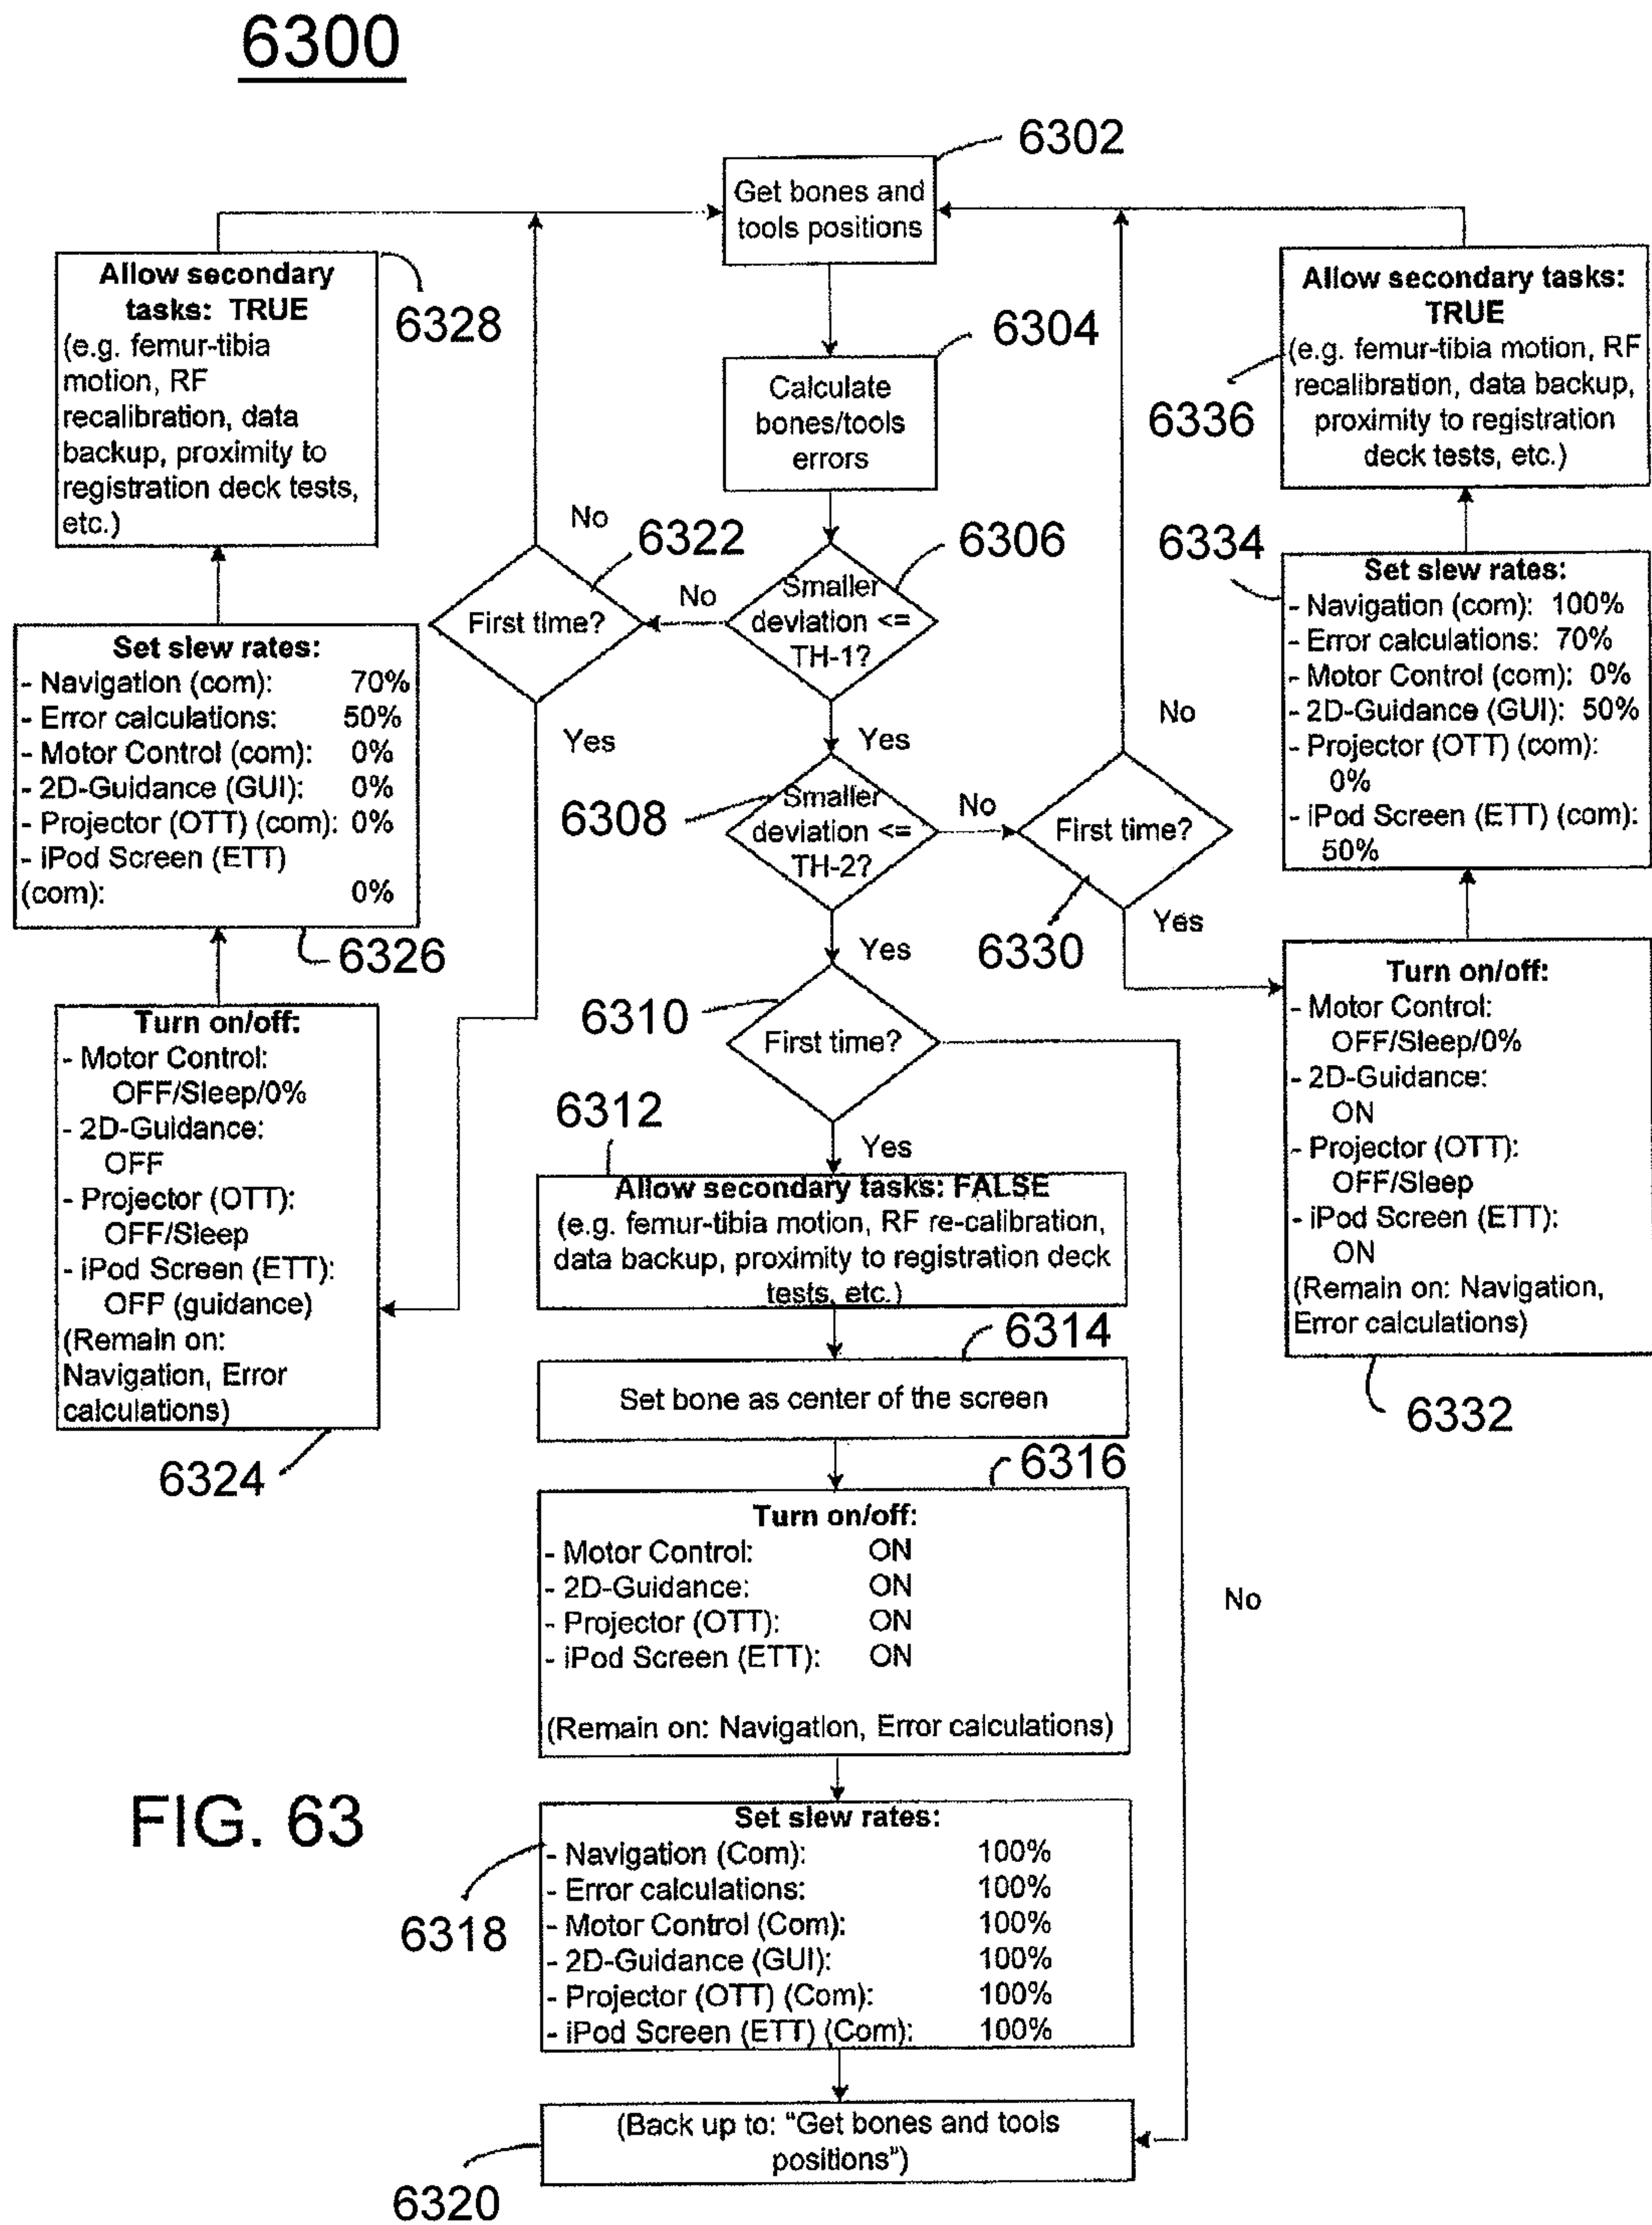 6300
6302
Get bones and
tools positions
6304
Calculate
bones/tools
errors
Allow secondary
tasks: TRUE
(e.g. femur-tibia
motion, RF
recalibration, data
backup, proximity to
registration deck tests,
etc.)
6328
Allow secondary tasks:
TRUE
(e.g. femur-tibia motion, RF
recalibration, data backup,
proximity to registration
deck tests, etc.)
6336
No
6322
First time?
No
Yes
6306
Smaller
deviation <=
TH-1?
Yes
6334
Set slew rates:
- Navigation (com): 100%
- Error calculations: 70%
- Motor Control (com): 0%
- 2D-Guidance (GUI): 50%
- Projector (OTT) (com):
0%
- iPod Screen (ETT) (com):
50%
Set slew rates:
- Navigation (com): 70%
- Error calculations: 50%
- Motor Control (com): 0%
- 2D-Guidance (GUI): 0%
- Projector (OTT) (com): 0%
- iPod Screen (ETT)
(com): 0%
6326
6308
Smaller
deviation <=
TH-2?
No
Yes
No
First time?
Yes
6330
6310
First time?
Yes
No
Turn on/off:
- Motor Control:
OFF/Sleep/0%
- 2D-Guidance:
OFF
- Projector (OTT):
OFF/Sleep
- iPod Screen (ETT):
OFF (guidance)
(Remain on:
Navigation, Error
calculations)
6324
Turn on/off:
- Motor Control:
OFF/Sleep/0%
- 2D-Guidance:
ON
- Projector (OTT):
OFF/Sleep
- iPod Screen (ETT):
ON
(Remain on: Navigation,
Error calculations)
6332
6312
Allow secondary tasks: FALSE
(e.g. femur-tibia motion, RF re-calibration,
data backup, proximity to registration deck
tests, etc.)
6314
Set bone as center of the screen
6316
Turn on/off:
- Motor Control: ON
- 2D-Guidance: ON
- Projector (OTT): ON
- iPod Screen (ETT): ON
(Remain on: Navigation, Error calculations)
FIG. 63
6318
Set slew rates:
- Navigation (Com): 100%
- Error calculations: 100%
- Motor Control (Com): 100%
- 2D-Guidance (GUI): 100%
- Projector (OTT) (Com): 100%
- iPod Screen (ETT) (Com): 100%
(Back up to: "Get bones and tools
positions")
6320